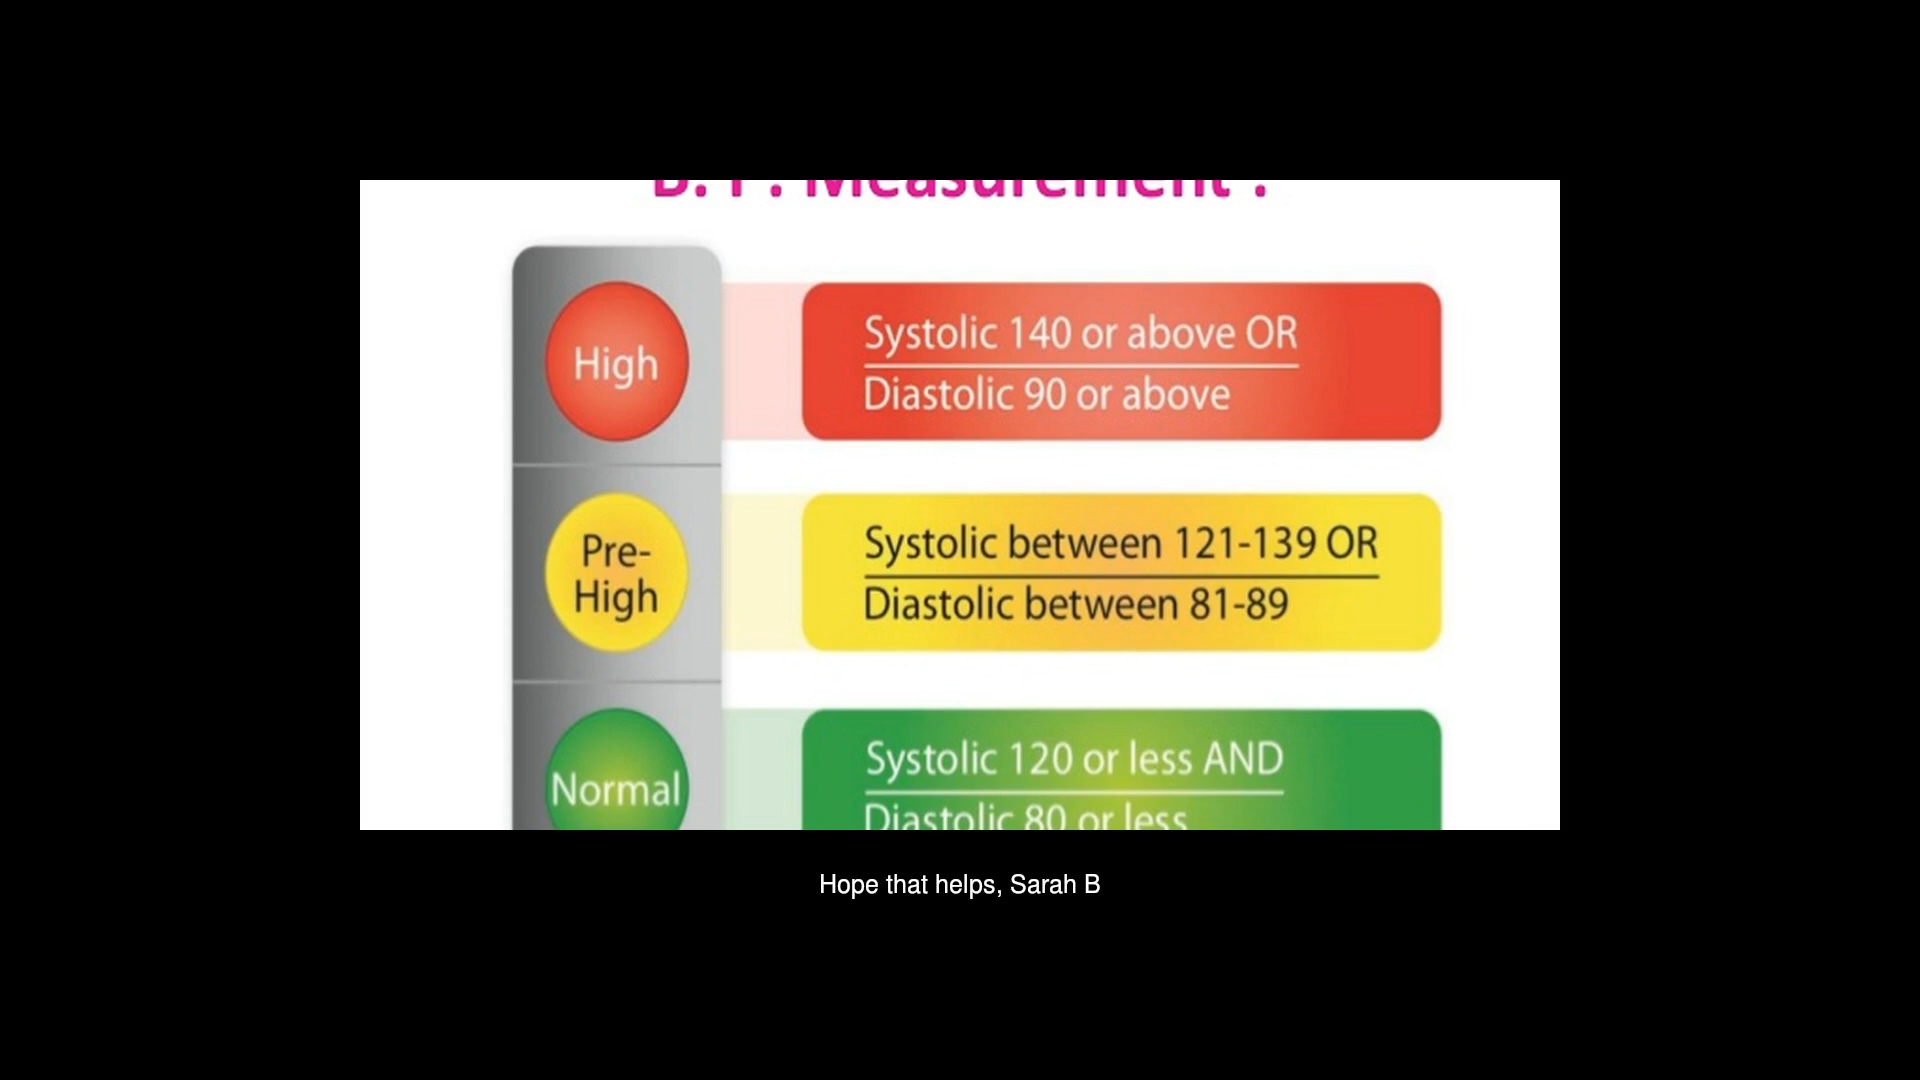 B. P. Measurement :
High
Systolic 140 or above OR
Diastolic 90 or above
Pre-
High
Systolic between 121-139 OR
Diastolic between 81-89
Normal
Systolic 120 or less AND
Diastolic 80 or less
Hope that helps, Sarah B